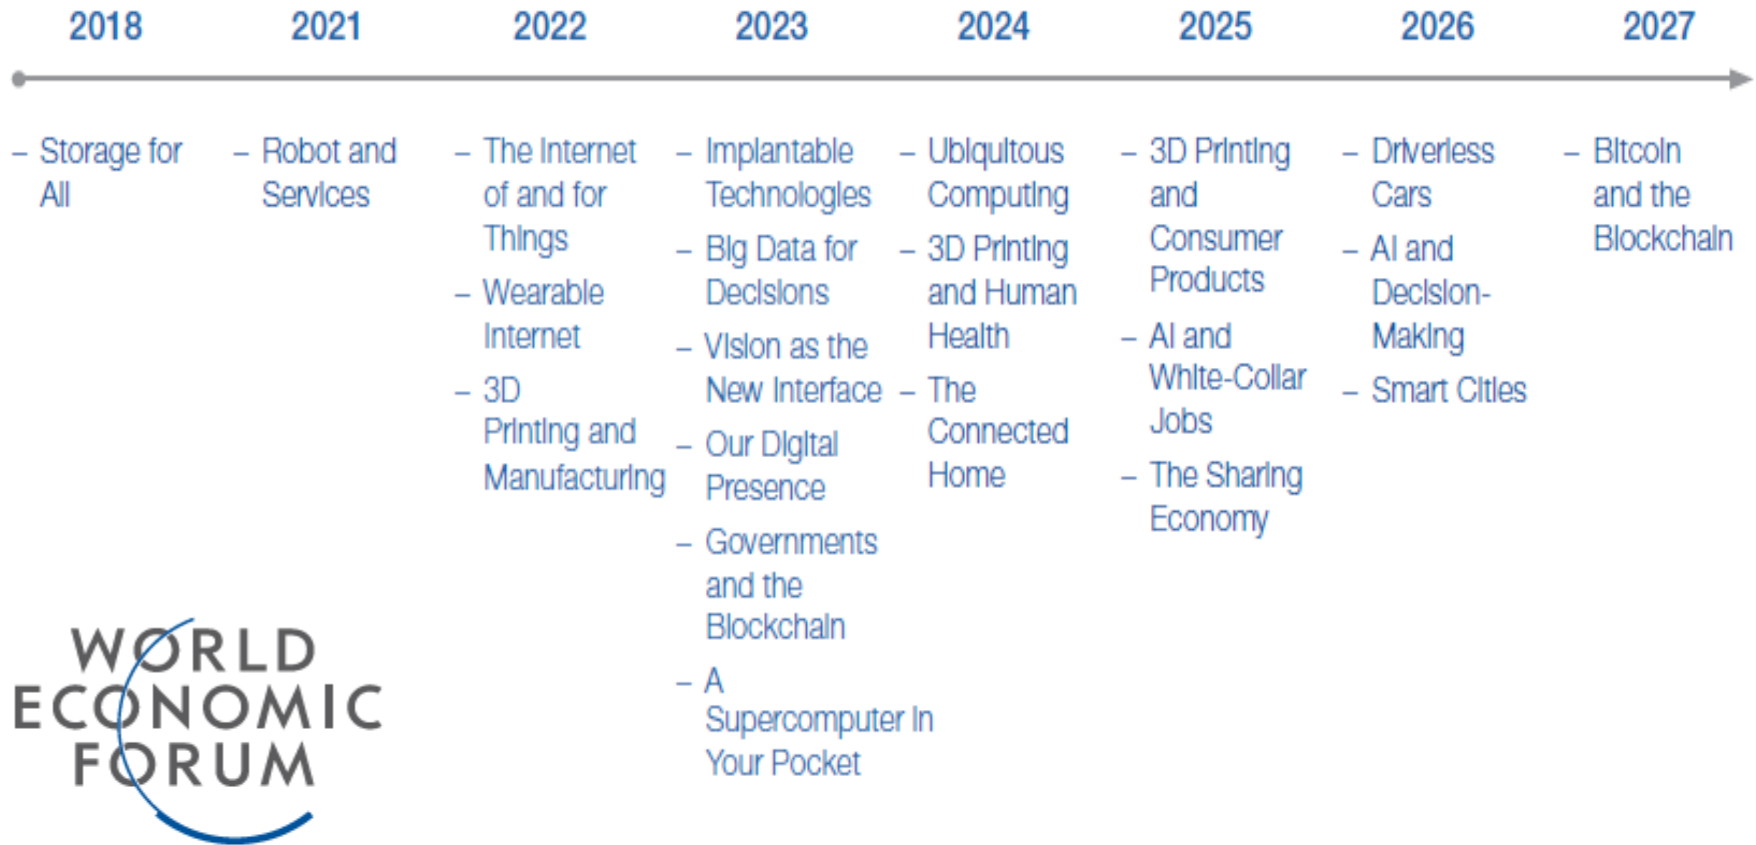 2018
2021
2022
2023
2024
2025
2026
2027
– Storage for
All
– Robot and
Services
– The Internet
of and for
Things
– Wearable
Internet
– 3D
Printing and
Manufacturing
– Implantable
Technologies
– Big Data for
Decisions
– Vision as the
New Interface
– Our Digital
Presence
– Governments
and the
Blockchain
– A
Supercomputer in
Your Pocket
– Ubiquitous
Computing
– 3D Printing
and Human
Health
– The
Connected
Home
– 3D Printing
and
Consumer
Products
– AI and
White-Collar
Jobs
– The Sharing
Economy
– Driverless
Cars
– AI and
Decision-
Making
– Smart Cities
– Bitcoin
and the
Blockchain
WORLD
ECONOMIC
FORUM